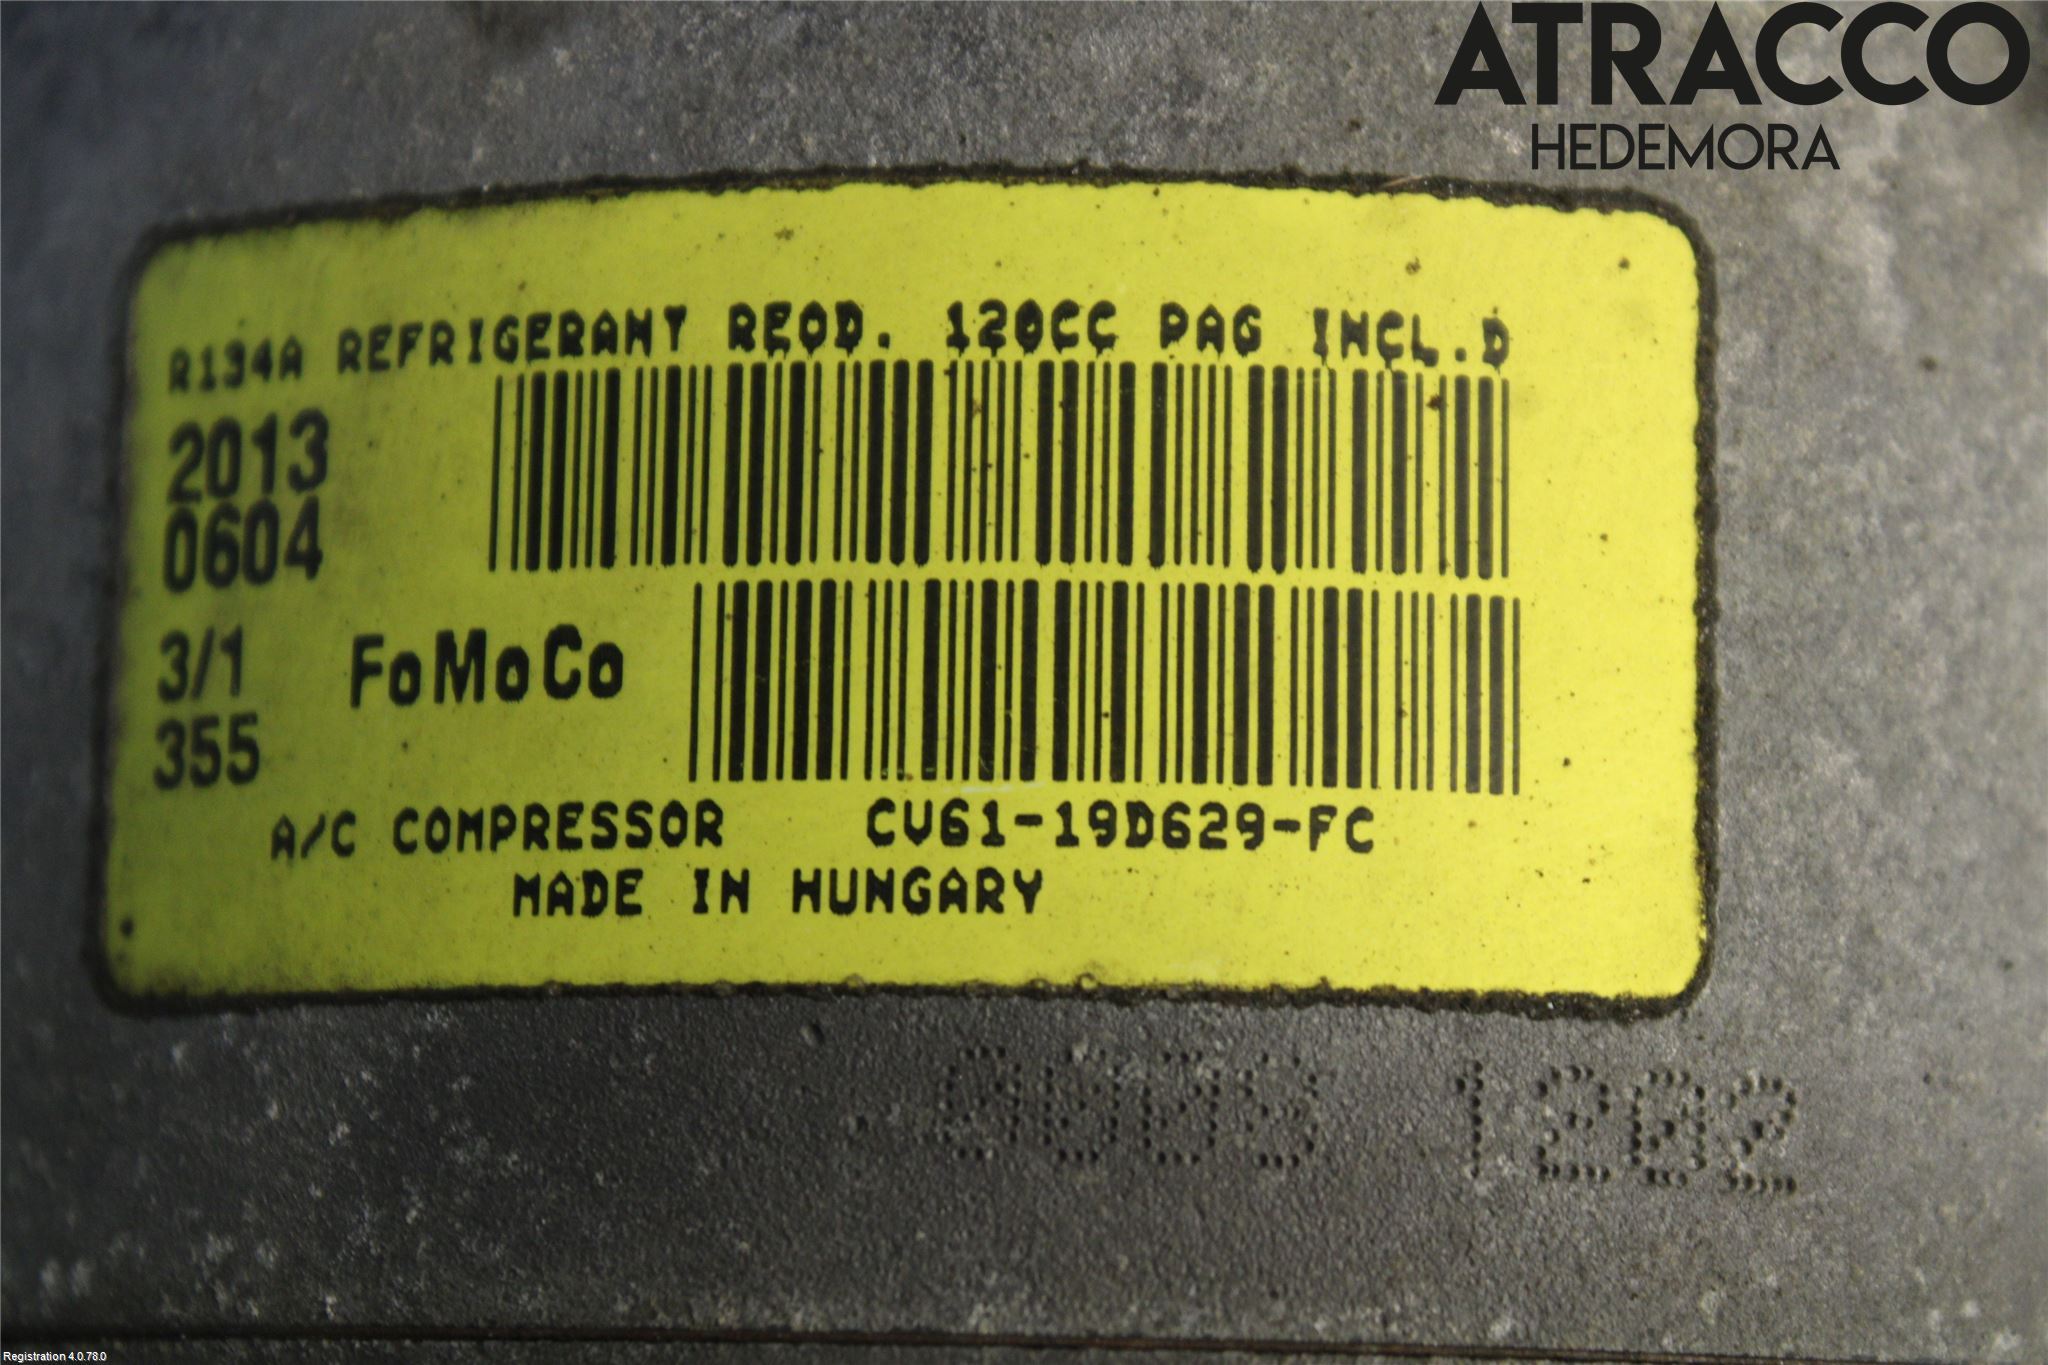 ATRACCO
HEDEMORA
R134A REFRIGERANT REQD. 120CC PAG INCL.D
2013
0604
3/1
FoMoCo
355
A/C COMPRESSOR CV61-19D629-FC
MADE IN HUNGARY
1202
Registration 4.0.78.0